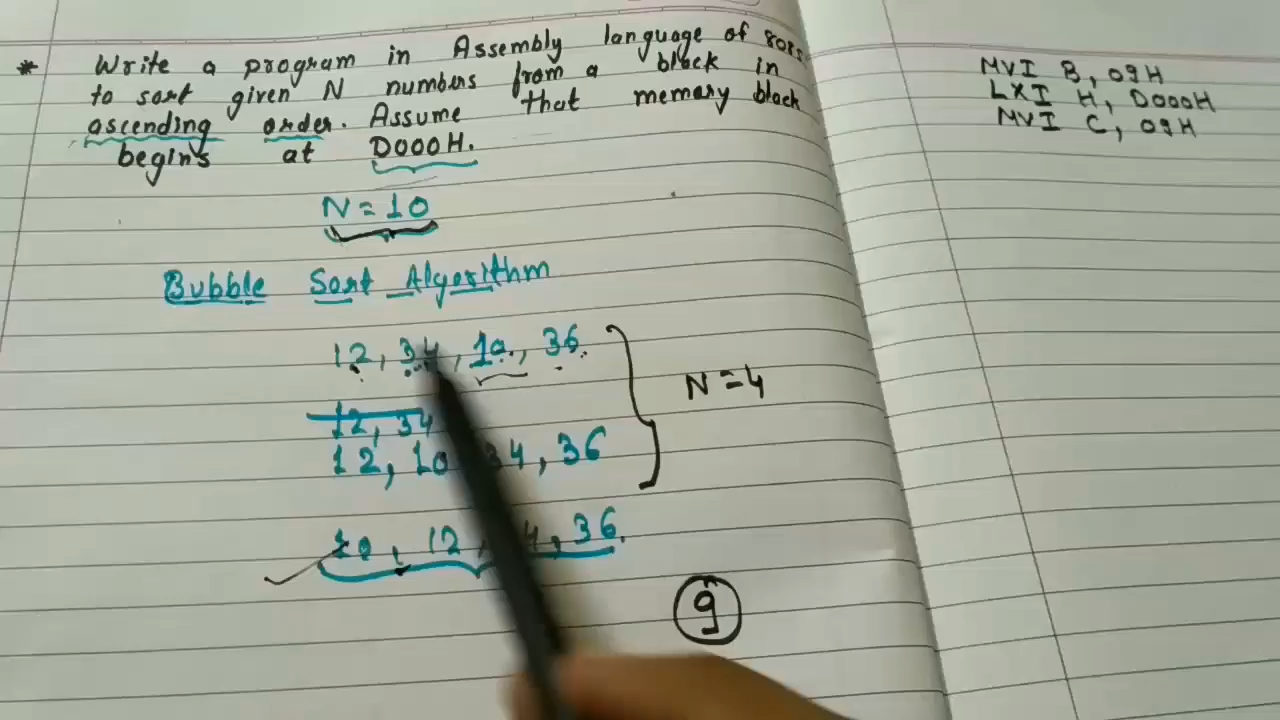 * Write a program in Assembly language of 8085
to sort given N numbers from a block in
ascending order. Assume that memory block
begins at D000H.
N = 10
Bubble Sort Algorithm
12, 34, 10, 36.
N = 4
12, 34
12, 10 34, 36
10, 12, 36.
9
MVI B, 09H
LXI H, D000H
MVI C, 09H